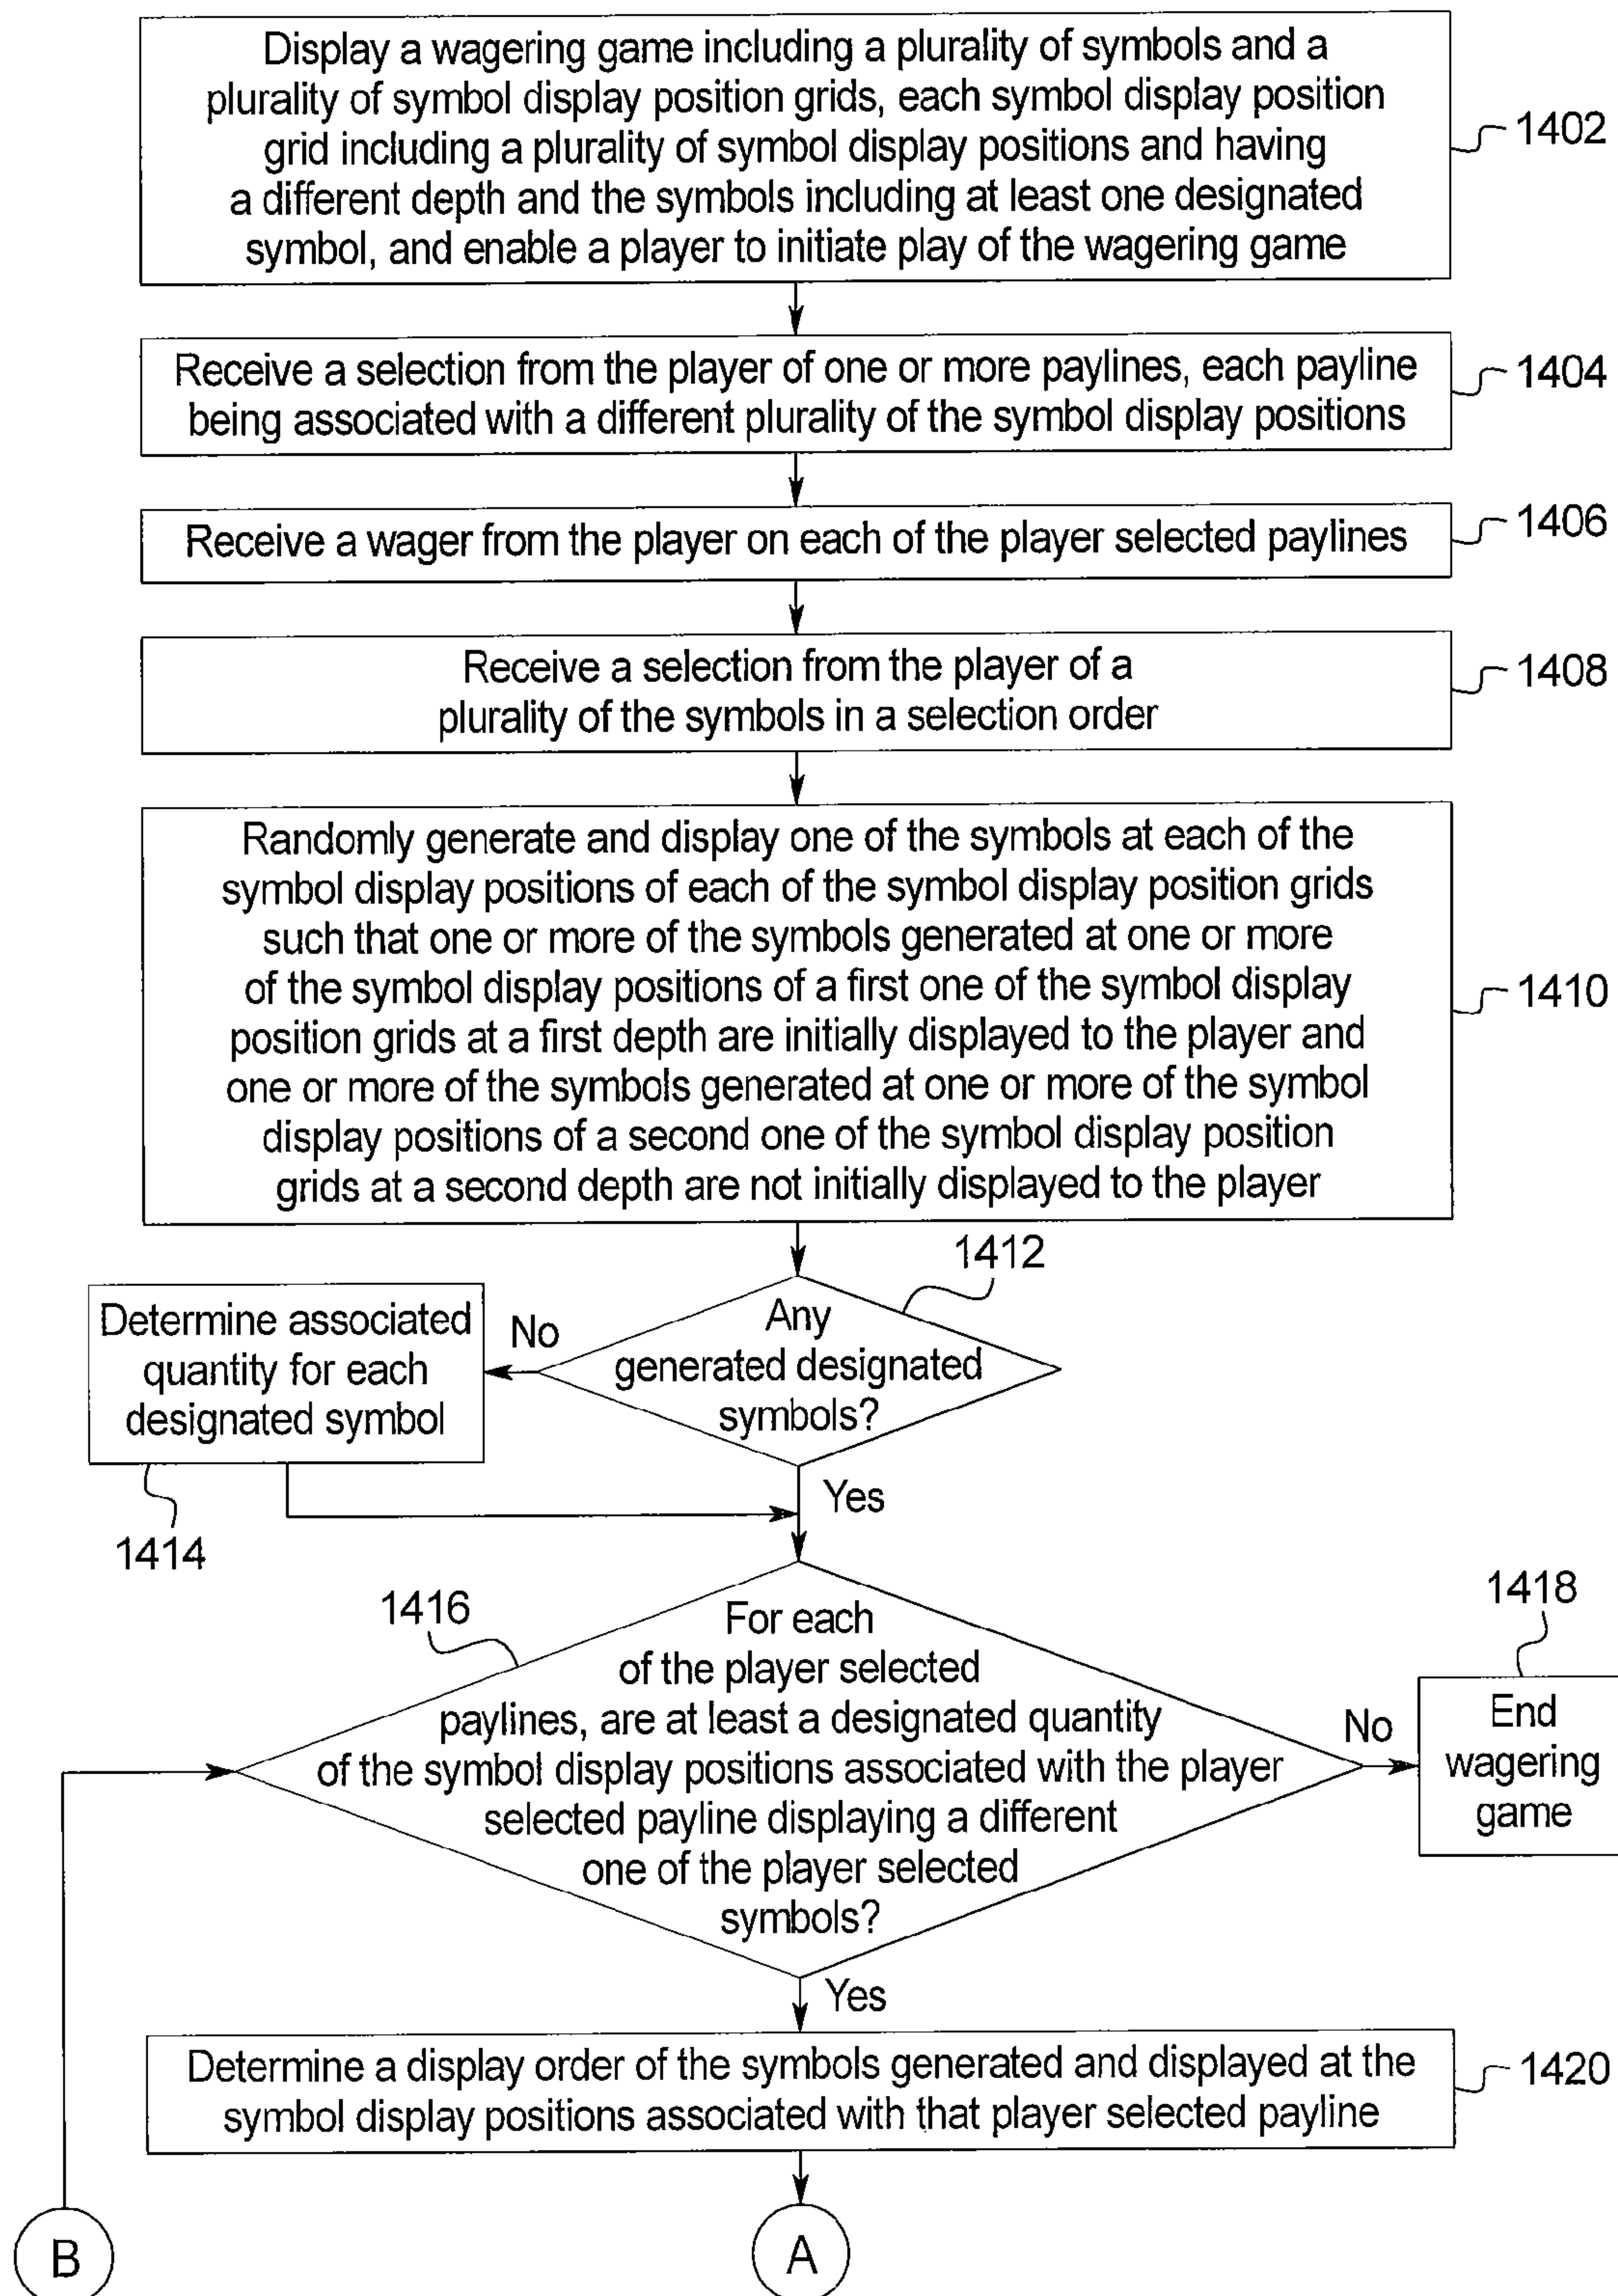 Display a wagering game including a plurality of symbols and a
plurality of symbol display position grids, each symbol display position
grid including a plurality of symbol display positions and having
a different depth and the symbols including at least one designated
symbol, and enable a player to initiate play of the wagering game
1402
Receive a selection from the player of one or more paylines, each payline
being associated with a different plurality of the symbol display positions
1404
Receive a wager from the player on each of the player selected paylines
1406
Receive a selection from the player of a
plurality of the symbols in a selection order
1408
Randomly generate and display one of the symbols at each of the
symbol display positions of each of the symbol display position grids
such that one or more of the symbols generated at one or more
of the symbol display positions of a first one of the symbol display
position grids at a first depth are initially displayed to the player and
one or more of the symbols generated at one or more of the symbol
display positions of a second one of the symbol display position
grids at a second depth are not initially displayed to the player
1410
1412
Any
generated designated
symbols?
No
Determine associated
quantity for each
designated symbol
1414
Yes
1416
For each
of the player selected
paylines, are at least a designated quantity
of the symbol display positions associated with the player
selected payline displaying a different
one of the player selected
symbols?
No
1418
End
wagering
game
Yes
Determine a display order of the symbols generated and displayed at the
symbol display positions associated with that player selected payline
1420
B
A